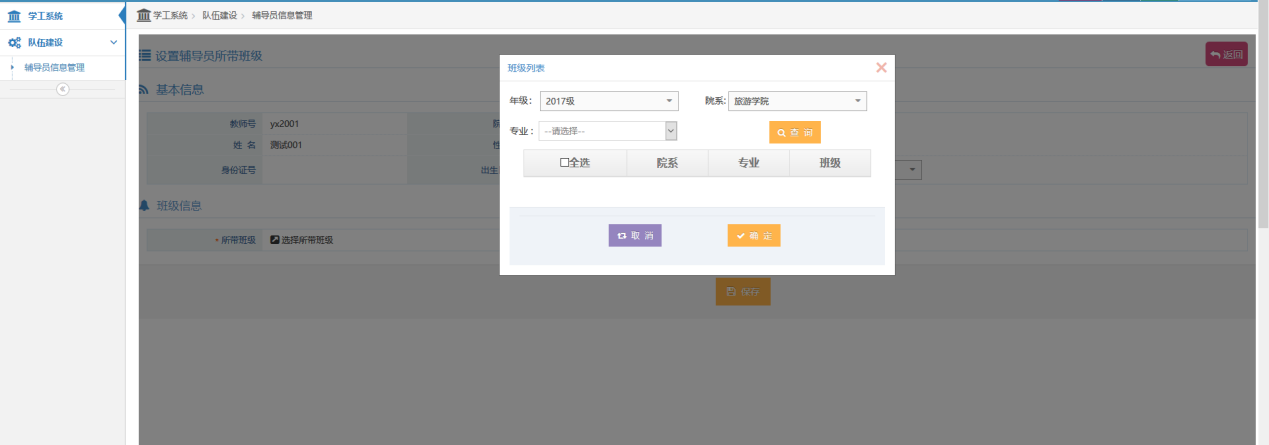 学工系统
学工系统 > 队伍建设 > 辅导员信息管理
队伍建设
辅导员信息管理
设置辅导员所带班级
返回
基本信息
教师号 yx2001
姓 名 测试001
身份证号
出生
班级信息
* 所带班级 选择所带班级
保存
班级列表
年级: 2017级 院系: 旅游学院
专业: --请选择-- 查 询
全选 院系 专业 班级
取 消 确 定